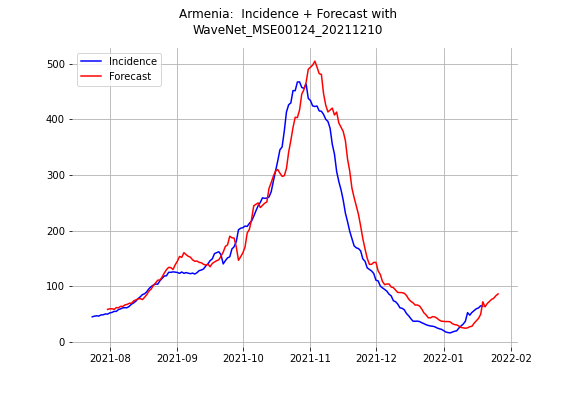 Armenia:  Incidence + Forecast with
WaveNet_MSE00124_20211210
Incidence
Forecast
500
400
300
200
100
0
2021-08 2021-09 2021-10 2021-11 2021-12 2022-01 2022-02